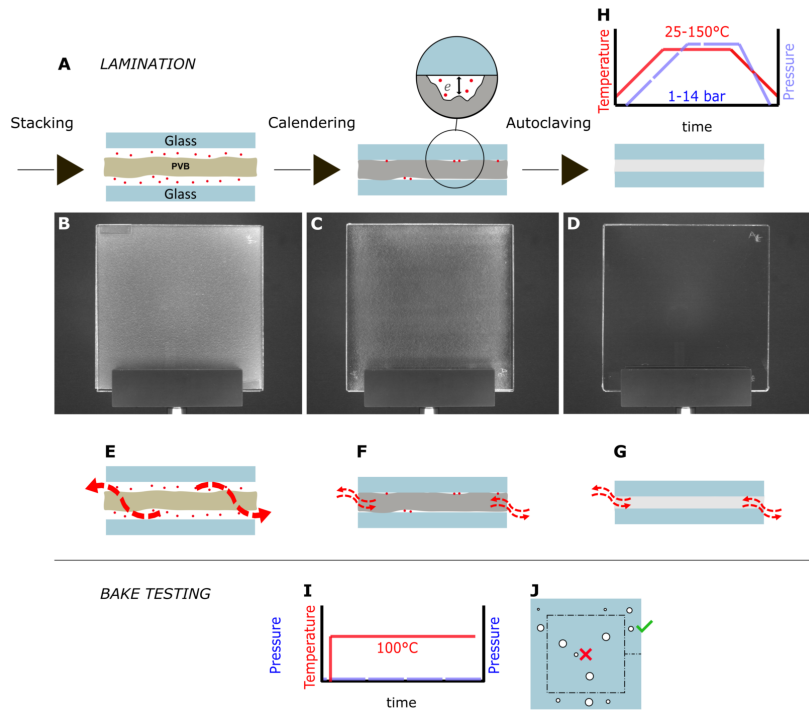 A
LAMINATION
H
Temperature
25-150°C
1-14 bar
Pressure
time
e
Stacking
Calendering
Autoclaving
Glass
PVB
Glass
B
C
D
E
F
G
BAKE TESTING
I
J
Pressure
Temperature
100°C
Pressure
time